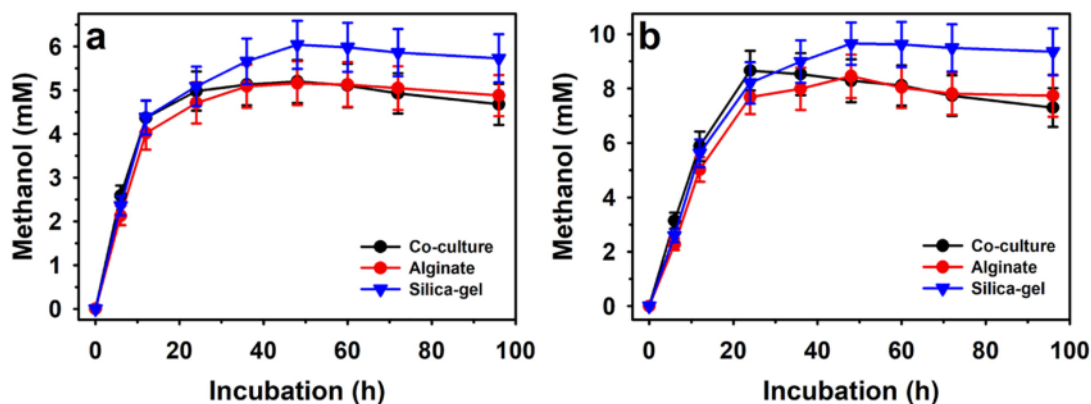 a
Methanol (mM)
6
5
4
3
2
1
0
Co-culture
Alginate
Silica-gel
0 20 40 60 80 100
Incubation (h)
b
Methanol (mM)
10
8
6
4
2
0
Co-culture
Alginate
Silica-gel
0 20 40 60 80 100
Incubation (h)